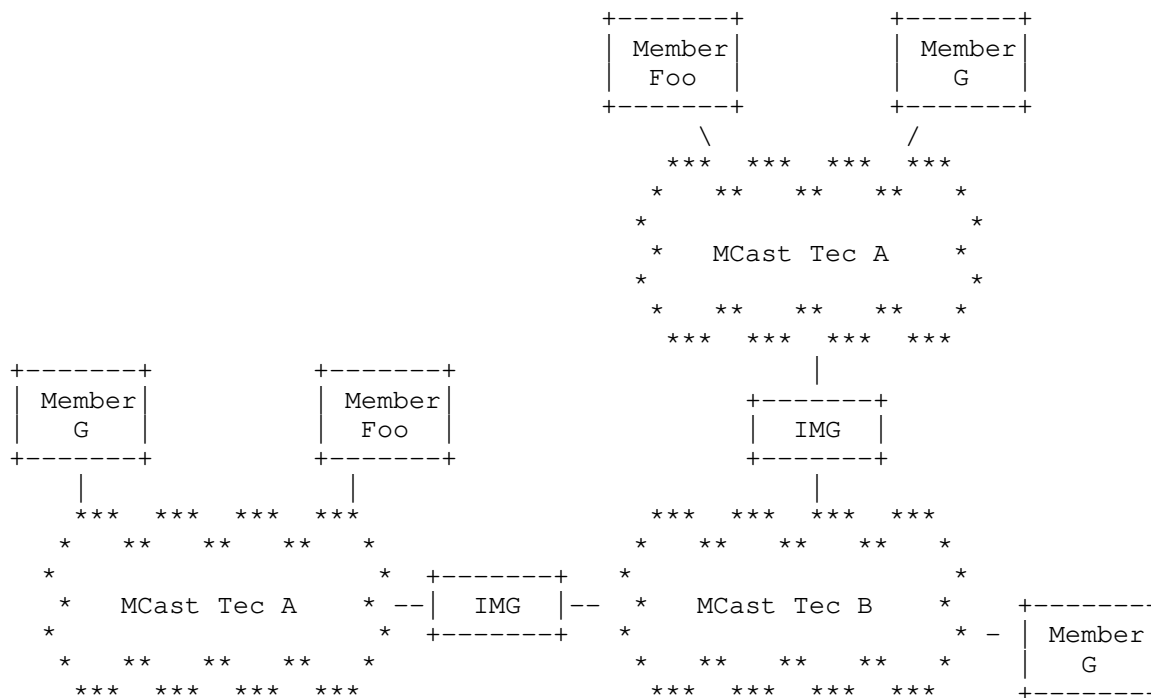 Member
Foo
Member
G
MCast Tec A
Member
G
Member
Foo
IMG
MCast Tec A
IMG
MCast Tec B
Member
G